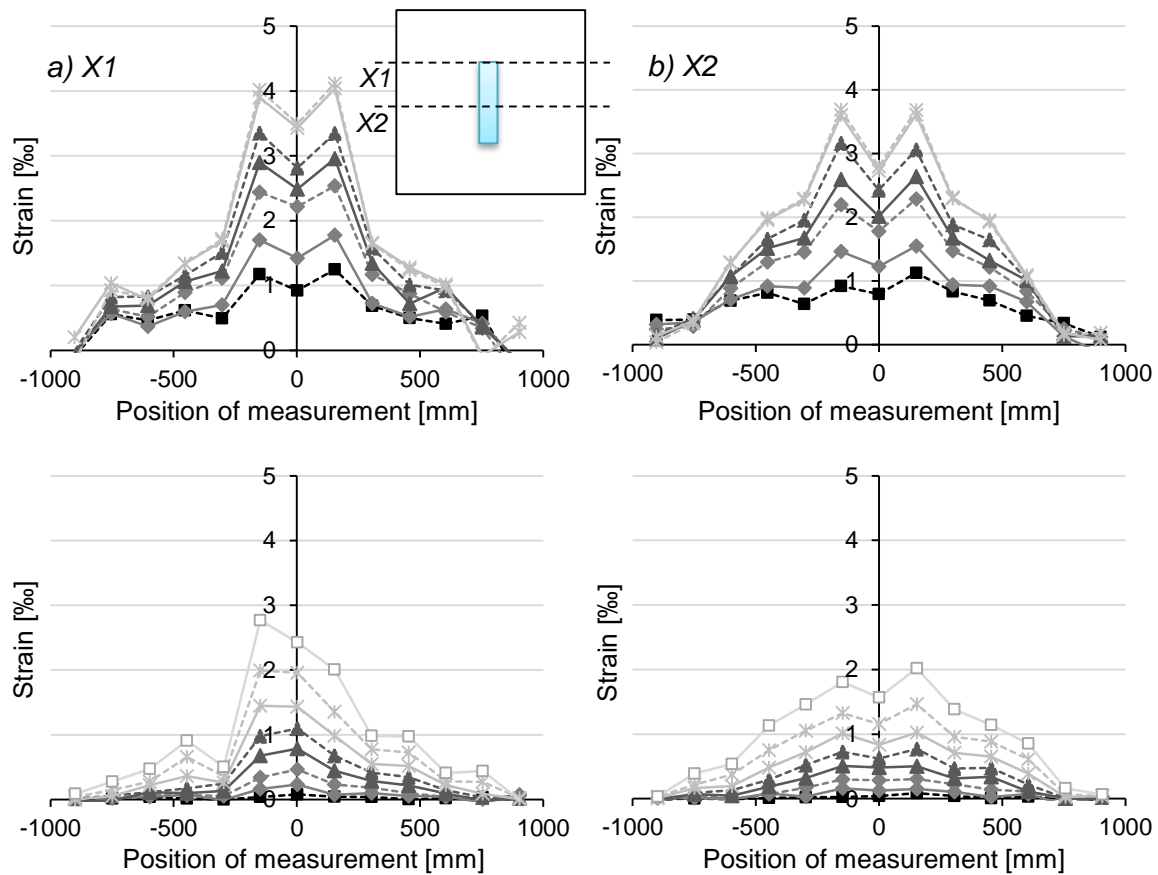 a) X1
Strain [‰]
5
4
3
2
1
0
-1000 -500 0 500 1000
Position of measurement [mm]
X1
X2
b) X2
Strain [‰]
5
4
3
2
1
0
-1000 -500 0 500 1000
Position of measurement [mm]
Strain [‰]
5
4
3
2
1
0
-1000 -500 0 500 1000
Position of measurement [mm]
Strain [‰]
5
4
3
2
1
0
-1000 -500 0 500 1000
Position of measurement [mm]